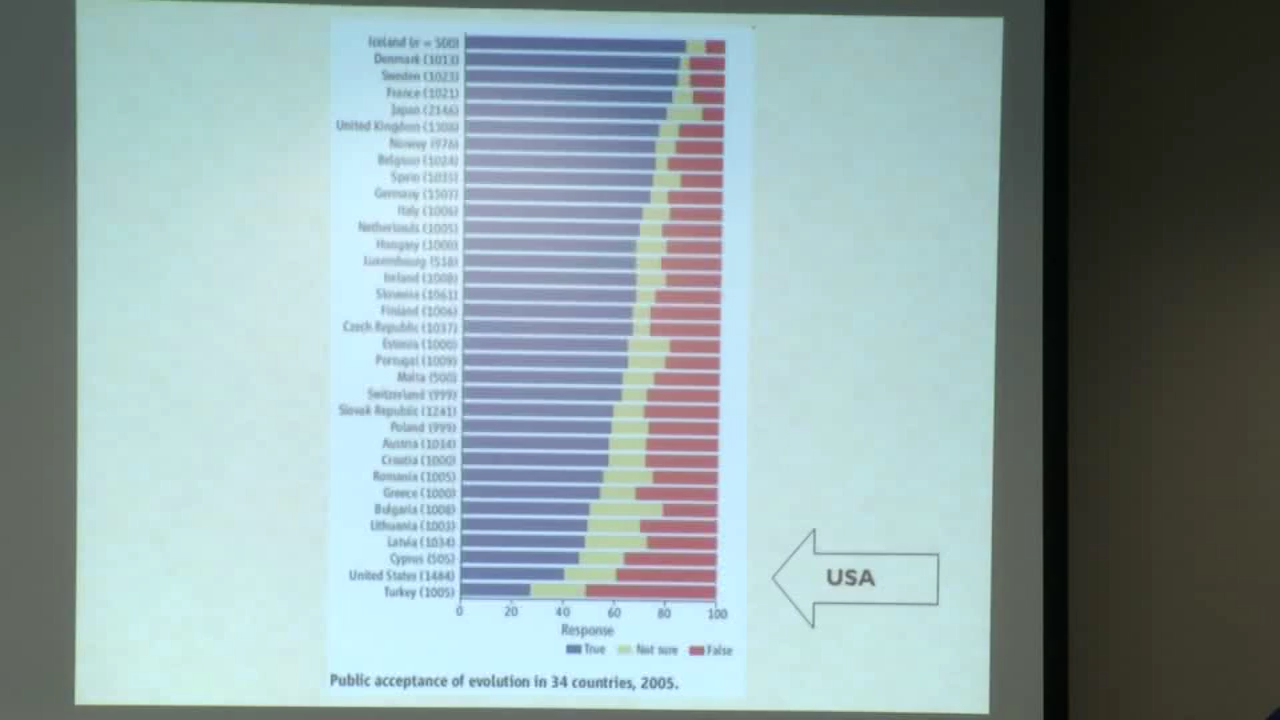 Iceland (n = 500)
Denmark (1013)
Sweden (1023)
France (1021)
Japan (2146)
United Kingdom (1308)
Norway (976)
Belgium (1024)
Spain (1035)
Germany (1507)
Italy (1006)
Netherlands (1005)
Hungary (1000)
Luxembourg (518)
Ireland (1008)
Slovenia (1061)
Finland (1006)
Czech Republic (1037)
Estonia (1000)
Portugal (1009)
Malta (500)
Switzerland (999)
Slovak Republic (1241)
Poland (999)
Austria (1034)
Croatia (1000)
Romania (1005)
Greece (1000)
Bulgaria (1008)
Lithuania (1003)
Latvia (1034)
Cyprus (505)
United States (1484)
Turkey (1005)
0 20 40 60 80 100
Response
True Not sure False
Public acceptance of evolution in 34 countries, 2005.
USA